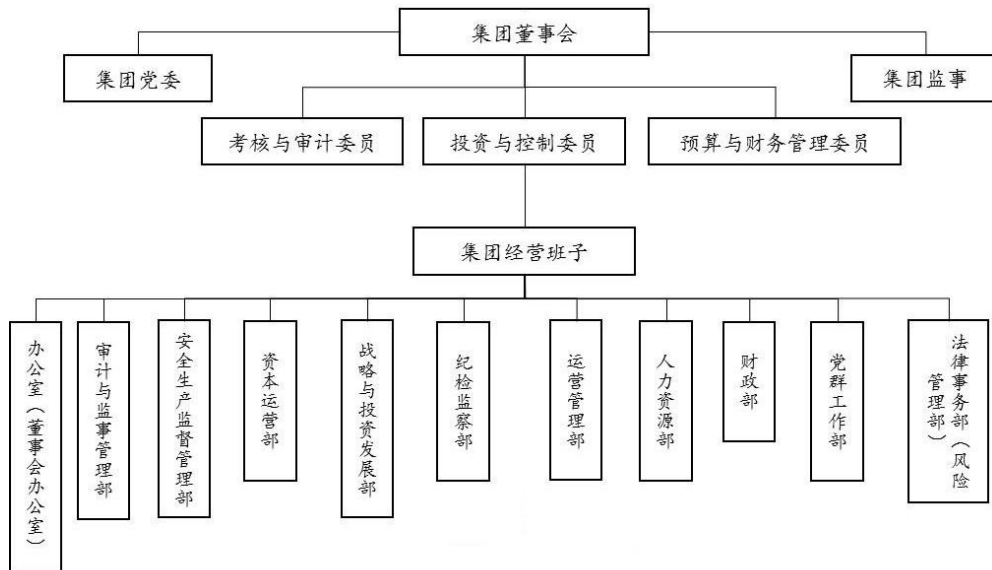 集团董事会
集团党委
集团监事
考核与审计委员
投资与控制委员
预算与财务管理委员
集团经营班子
办公室（董事会办公室）
审计与监事管理部
安全生产监督管理部
资本运营部
战略与投资发展部
纪检监察部
运营管理部
人力资源部
财政部
党群工作部
法律事务部（风险
管理部）